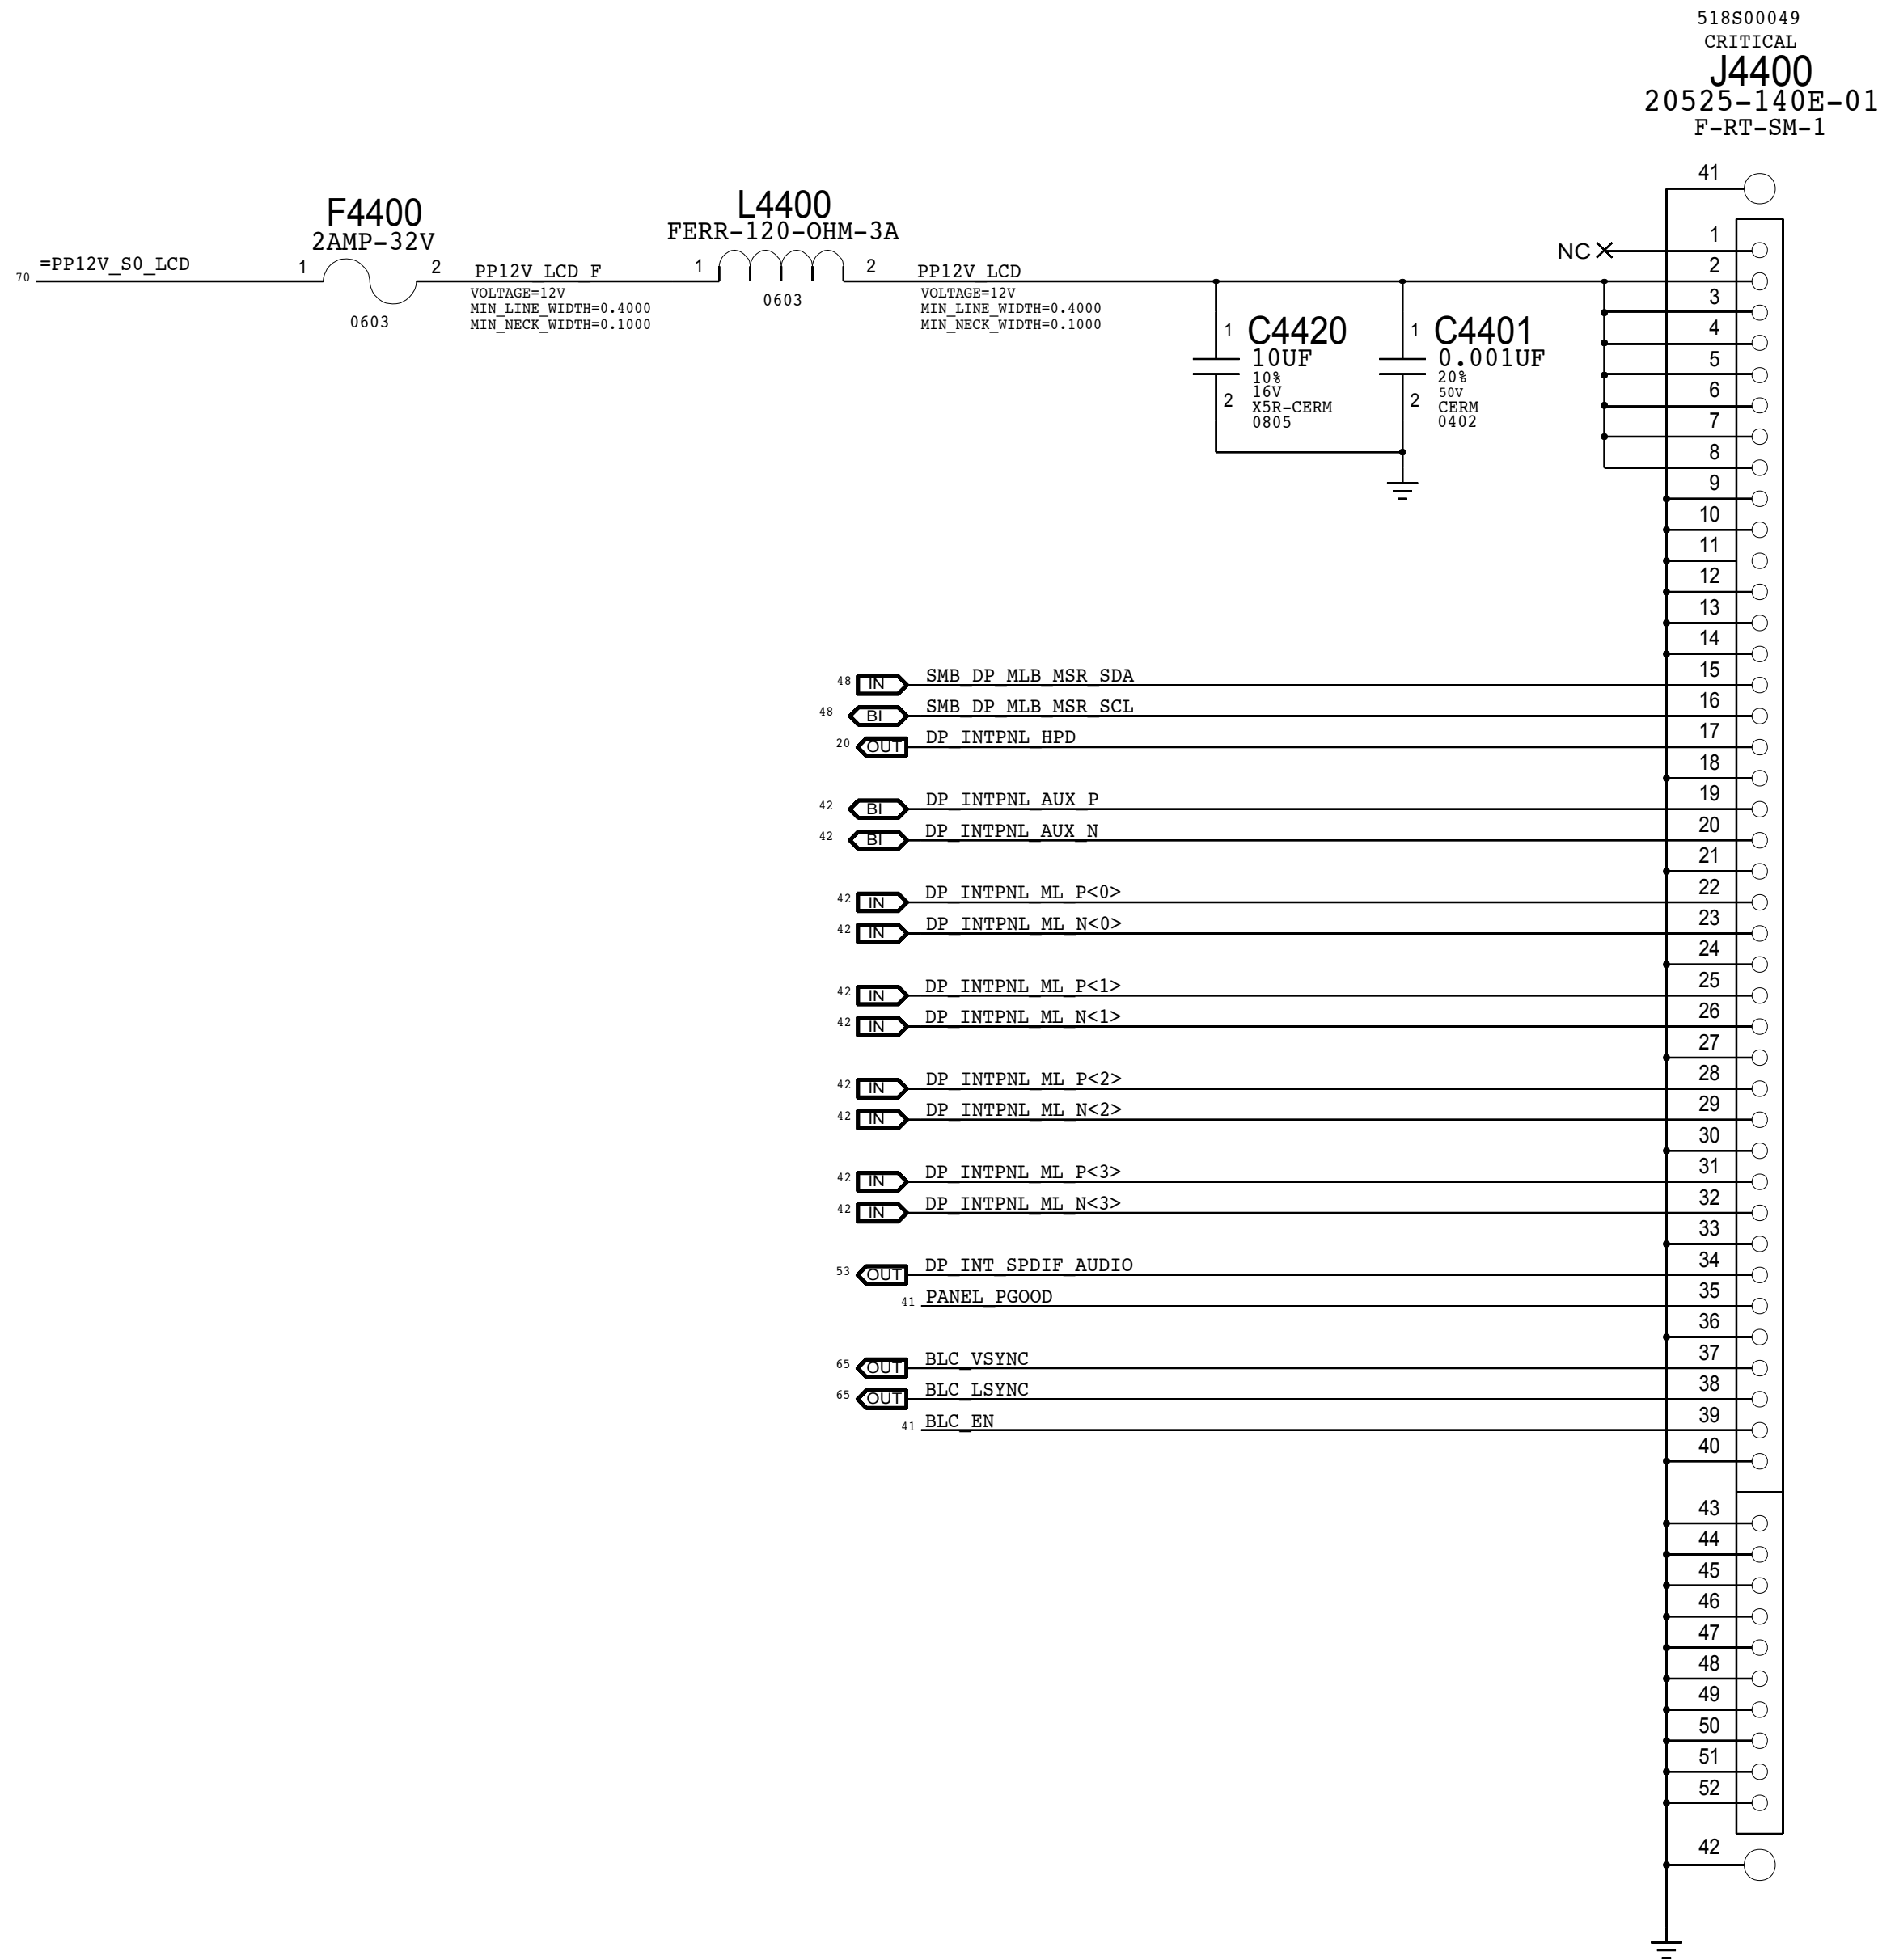 518S00049
CRITICAL
J4400
20525-140E-01
F-RT-SM-1
41
F4400
2AMP-32V
L4400
FERR-120-OHM-3A
70 =PP12V_S0_LCD 1 2 PP12V_LCD_F 1 2 PP12V_LCD
0603
VOLTAGE=12V
MIN_LINE_WIDTH=0.4000
MIN_NECK_WIDTH=0.1000
0603
VOLTAGE=12V
MIN_LINE_WIDTH=0.4000
MIN_NECK_WIDTH=0.1000
1 C4420
10UF
10%
16V
2 X5R-CERM
0805
1 C4401
0.001UF
20%
50V
2 CERM
0402
NC 1
2
3
4
5
6
7
8
9
10
11
12
13
14
48 IN SMB_DP_MLB_MSR_SDA 15
48 BI SMB_DP_MLB_MSR_SCL 16
20 OUT DP_INTPNL_HPD 17
18
42 BI DP_INTPNL_AUX_P 19
42 BI DP_INTPNL_AUX_N 20
21
42 IN DP_INTPNL_ML_P<0> 22
42 IN DP_INTPNL_ML_N<0> 23
24
42 IN DP_INTPNL_ML_P<1> 25
42 IN DP_INTPNL_ML_N<1> 26
27
42 IN DP_INTPNL_ML_P<2> 28
42 IN DP_INTPNL_ML_N<2> 29
30
42 IN DP_INTPNL_ML_P<3> 31
42 IN DP_INTPNL_ML_N<3> 32
33
53 OUT DP_INT_SPDIF_AUDIO 34
41 PANEL_PGOOD 35
36
65 OUT BLC_VSYNC 37
65 OUT BLC_LSYNC 38
41 BLC_EN 39
40
43
44
45
46
47
48
49
50
51
52
42